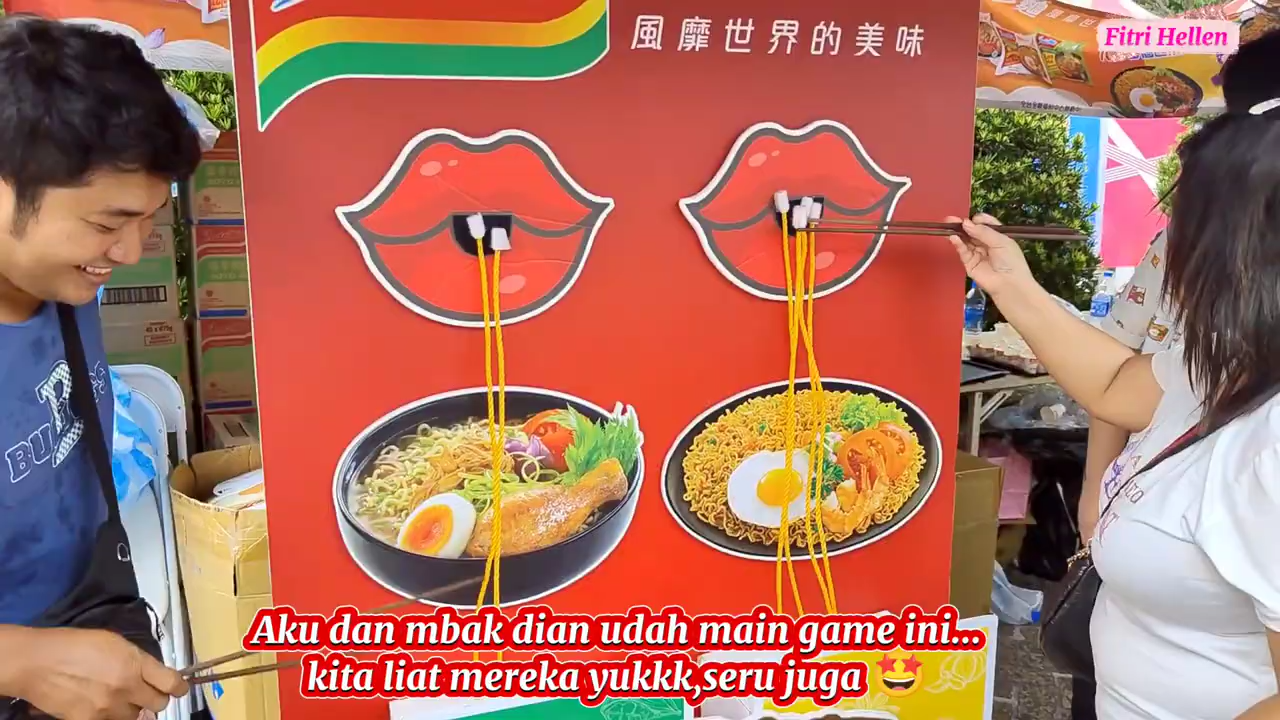 風靡世界的美味
Fitri Hellen
Aku dan mbak dian udah main game ini...
kita liat mereka yukkk,seru juga 🤩